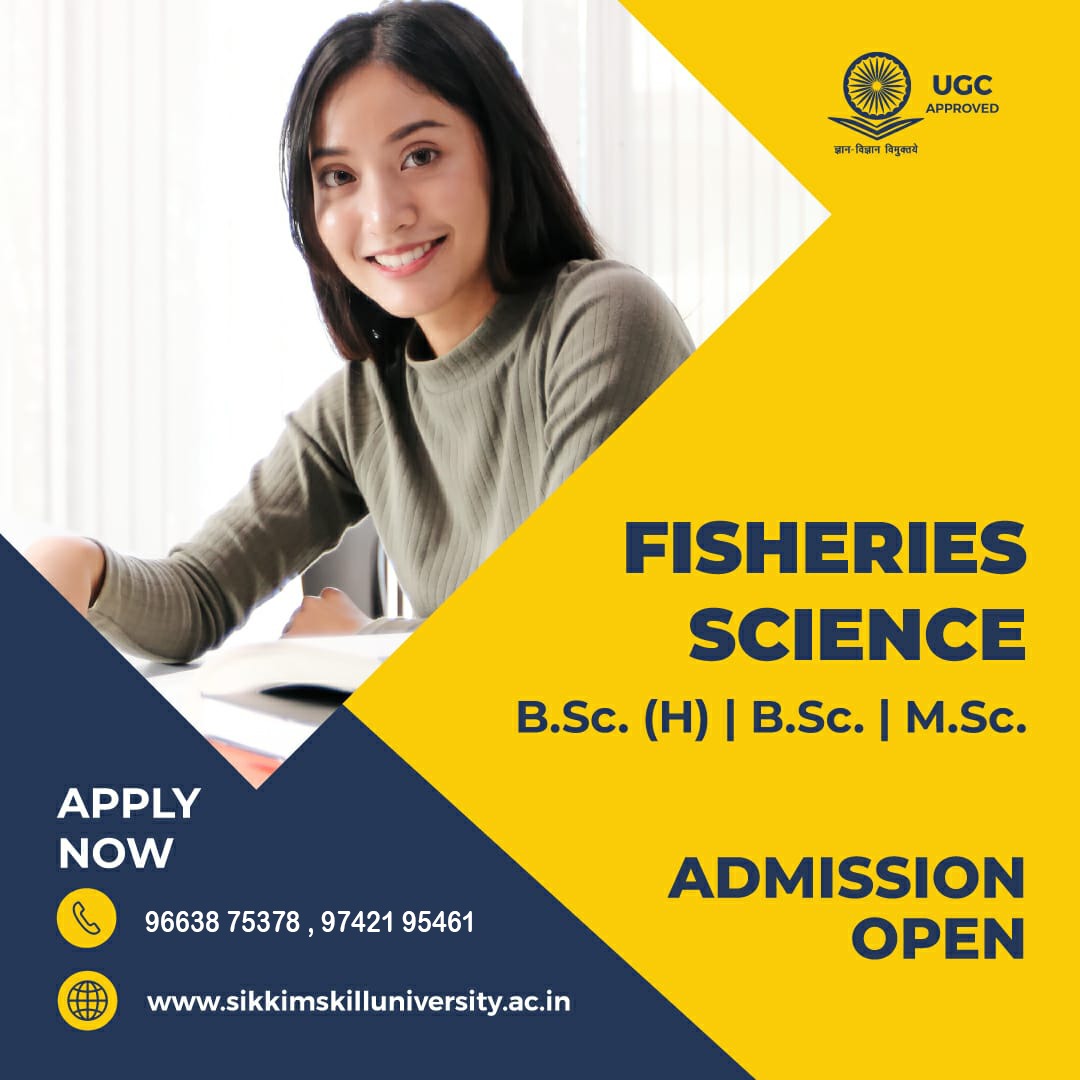 UGC
APPROVED
ज्ञान-विज्ञान विमुक्तये
FISHERIES
SCIENCE
B.Sc. (H) | B.Sc. | M.Sc.
ADMISSION
OPEN
APPLY
NOW
96638 75378 , 97421 95461
www.sikkimskilluniversity.ac.in